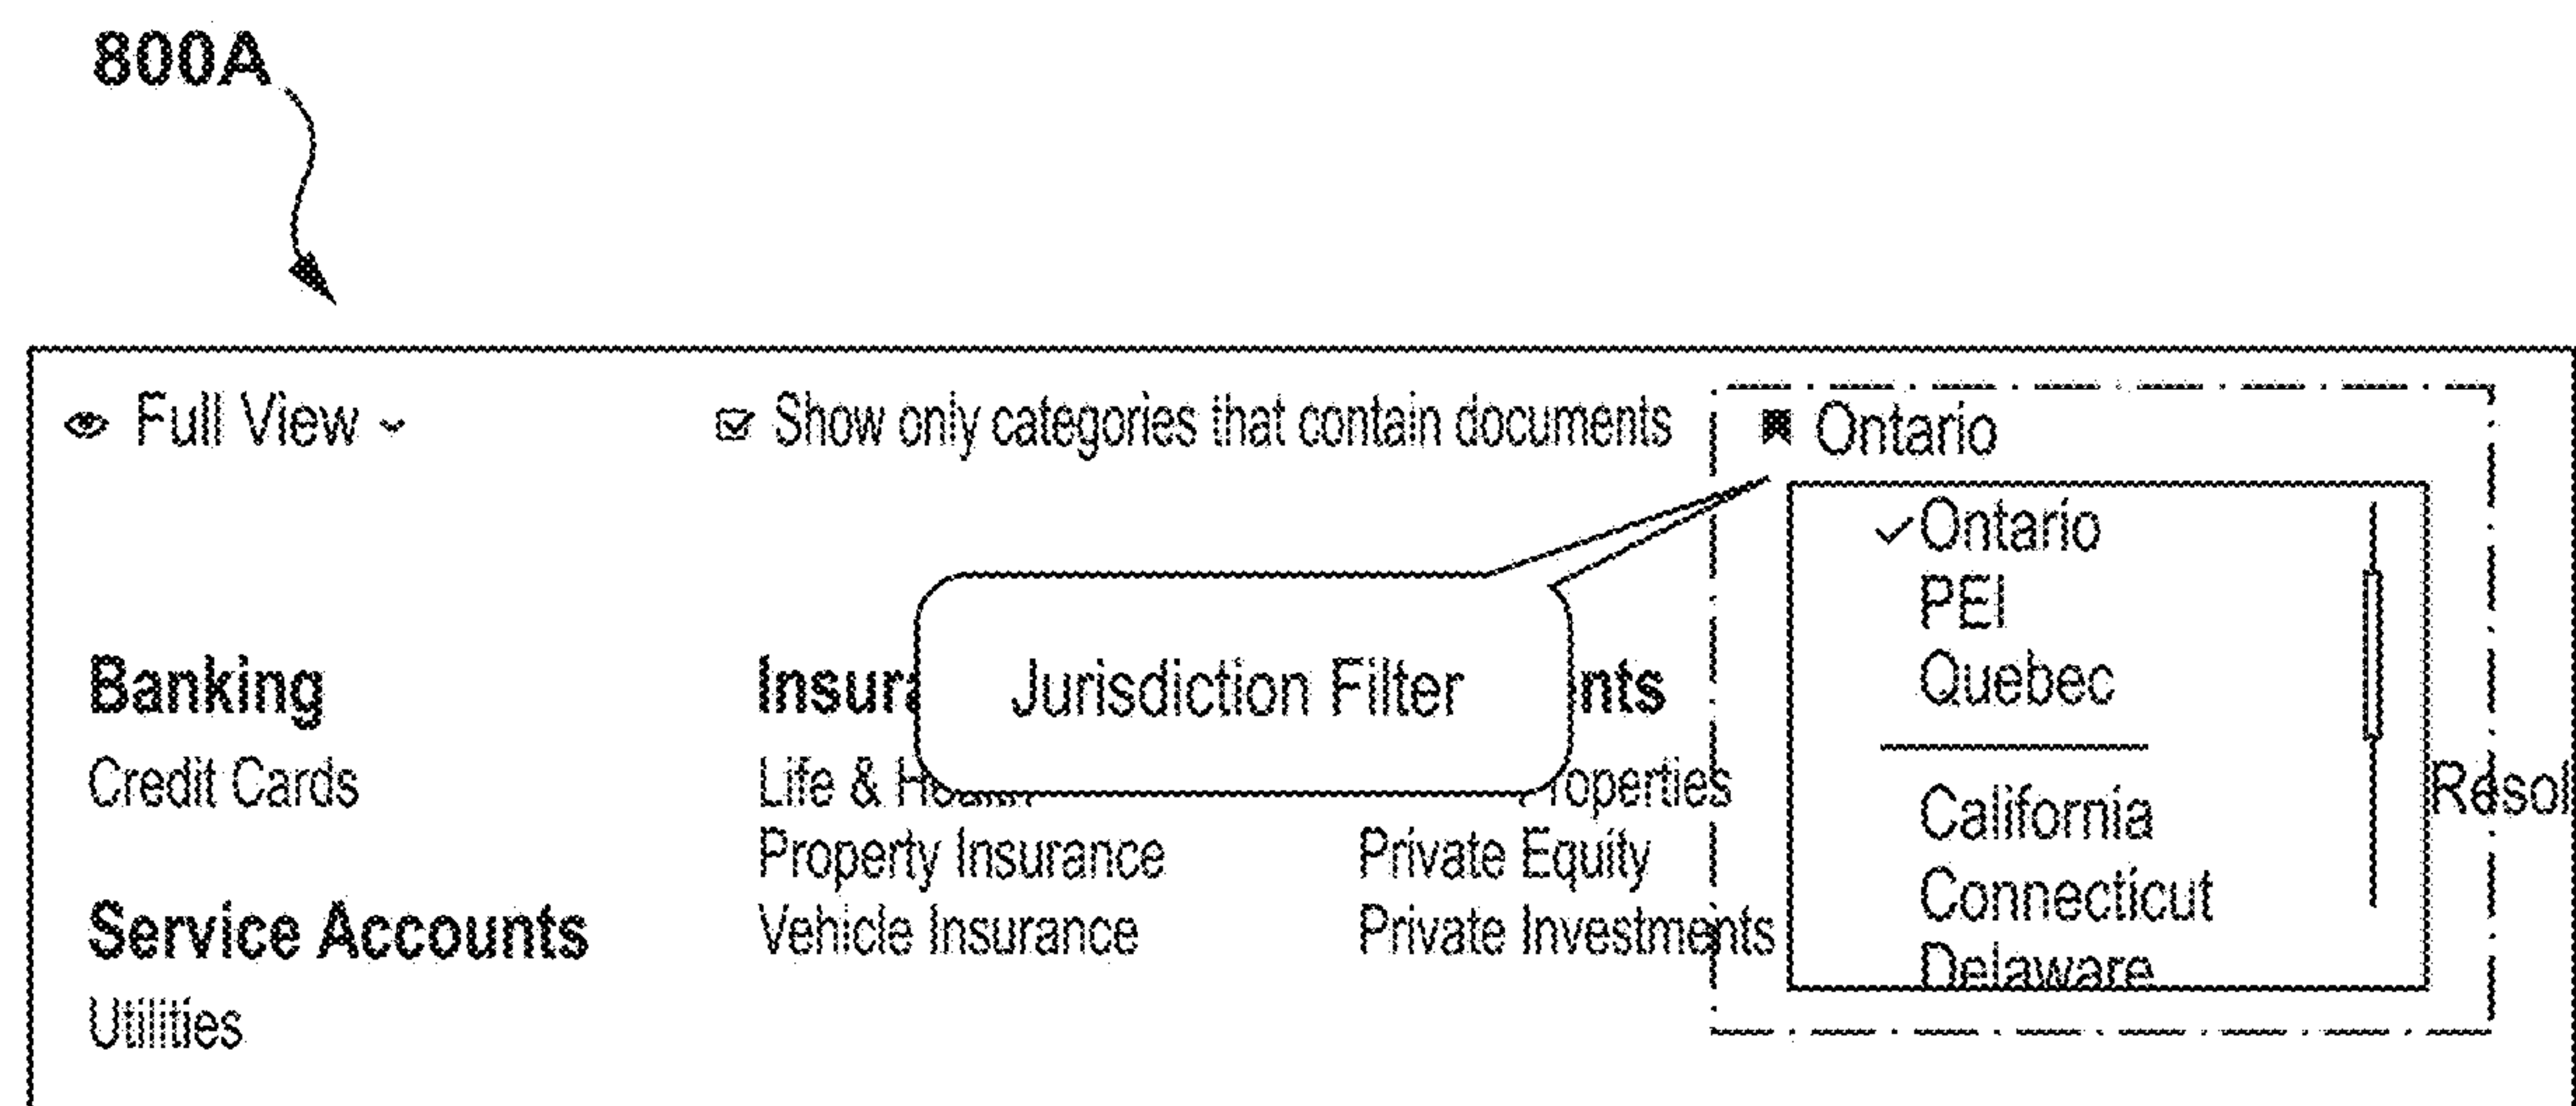 800A
Full View
Show only categories that contain documents
Ontario
Ontario
PEI
Quebec
California
Connecticut
Delaware
Jurisdiction Filter
Banking
Credit Cards
Service Accounts
Utilities
Life &
Property Insurance
Vehicle Insurance
Private Equity
Private Investments